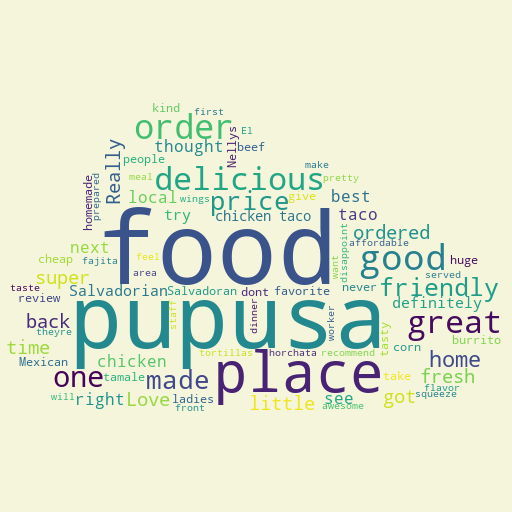 kind
first
order
Really
Nellys
El
thought
beef
people
make
homemade
prepared
meal
delicious
pretty
local
wings
price
give
best
try
chicken taco
taco
food
ordered
next
disappoint
affordable
cheap
fajita
feel
want
good
super
area
served
huge
taste
Salvadorian
Salvadoran
dont
favorite
never
friendly
review
definitely
pupusa
back
theyre
staff
dinner
worker
great
time
corn
tasty
burrito
Mexican
chicken
tortillas
horchata
recommend
home
one
tamale
made
place
take
fresh
will
right
Love
ladies
little
see
got
flavor
squeeze
front
awesome